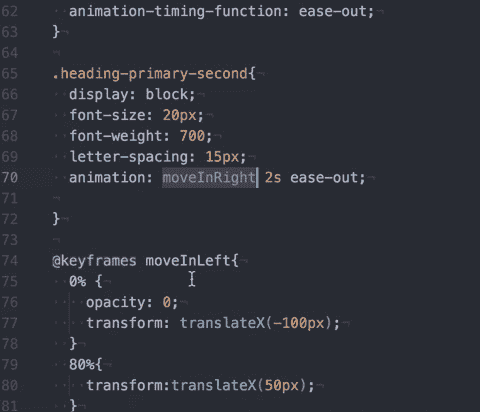 62 animation-timing-function: ease-out;
63 }
64
65 .heading-primary-second{
66 display: block;
67 font-size: 20px;
68 font-weight: 700;
69 letter-spacing: 15px;
70 animation: moveInRight 2s ease-out;
71
72 }
73
74 @keyframes moveInLeft{
75 0% {
76 opacity: 0;
77 transform: translateX(-100px);
78 }
79 80%{
80 transform:translateX(50px);
81 }